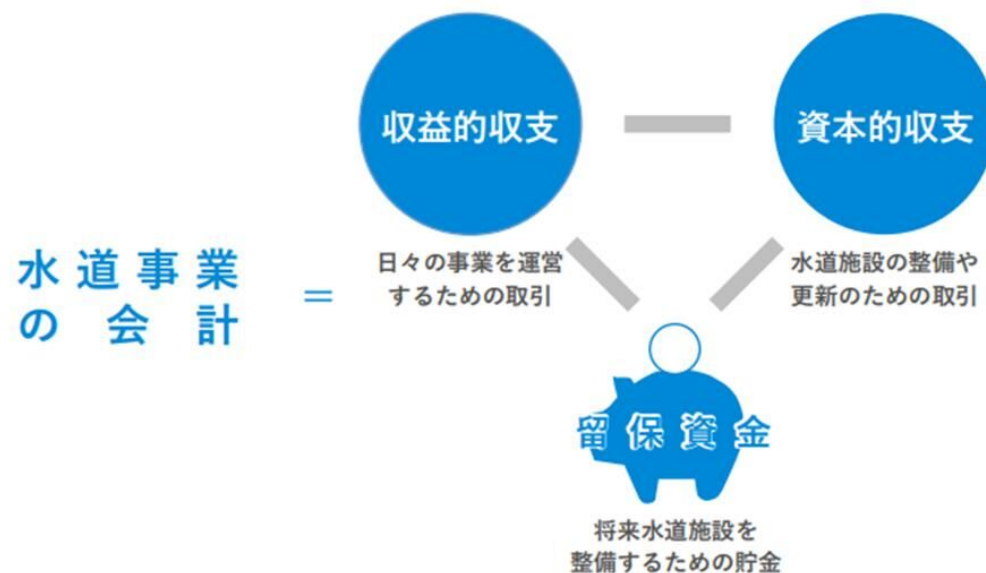 水道事業
の会計
＝
収益的収支
日々の事業を運営
するための取引
資本的収支
水道施設の整備や
更新のための取引
留保資金
将来水道施設を
整備するための貯金